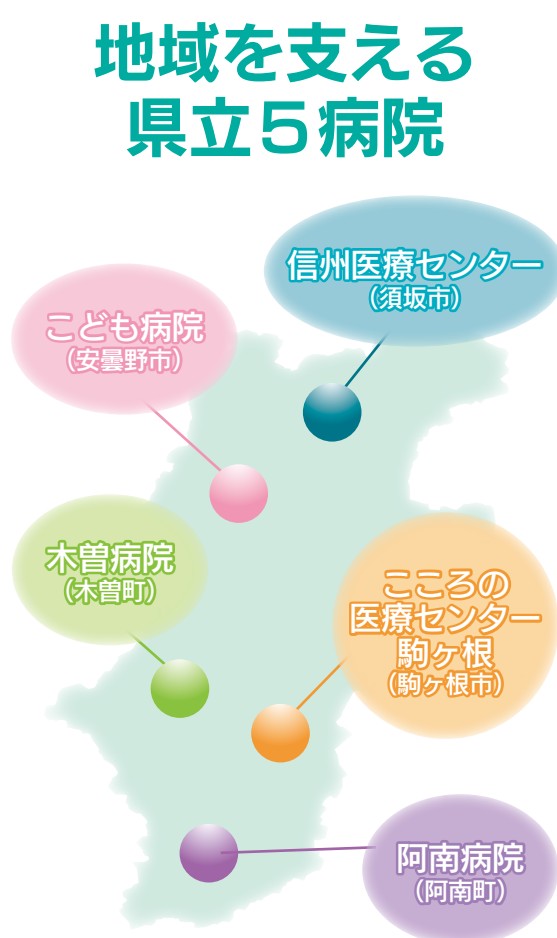 地域を支える
県立５病院
信州医療センター
（須坂市）
こども病院
（安曇野市）
木曽病院
（木曽町）
こころの
医療センター
駒ヶ根
（駒ヶ根市）
阿南病院
（阿南町）